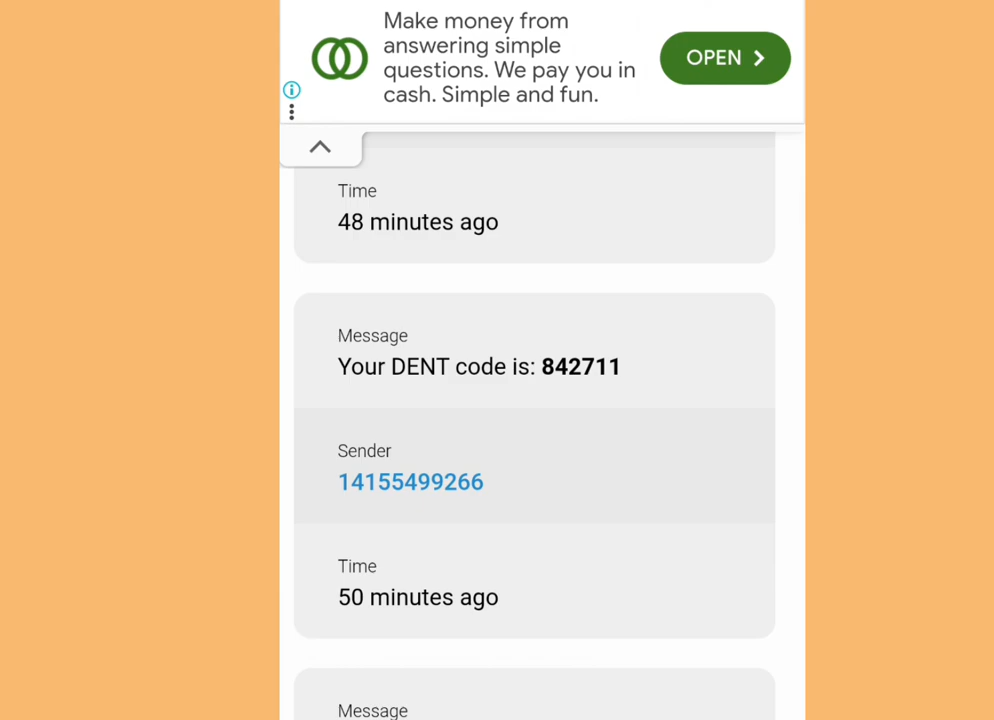 Make money from
answering simple
questions. We pay you in
cash. Simple and fun.
OPEN
Time
48 minutes ago
Message
Your DENT code is: 842711
Sender
14155499266
Time
50 minutes ago
Message